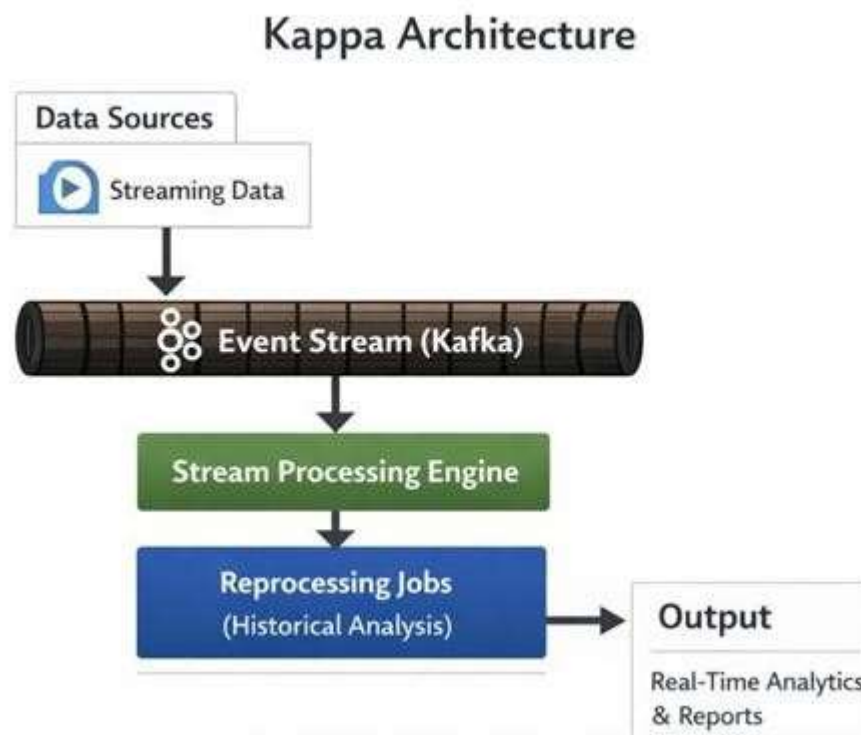 Kappa Architecture
Data Sources
Streaming Data
Event Stream (Kafka)
Stream Processing Engine
Reprocessing Jobs
(Historical Analysis)
Output
Real-Time Analytics
& Reports